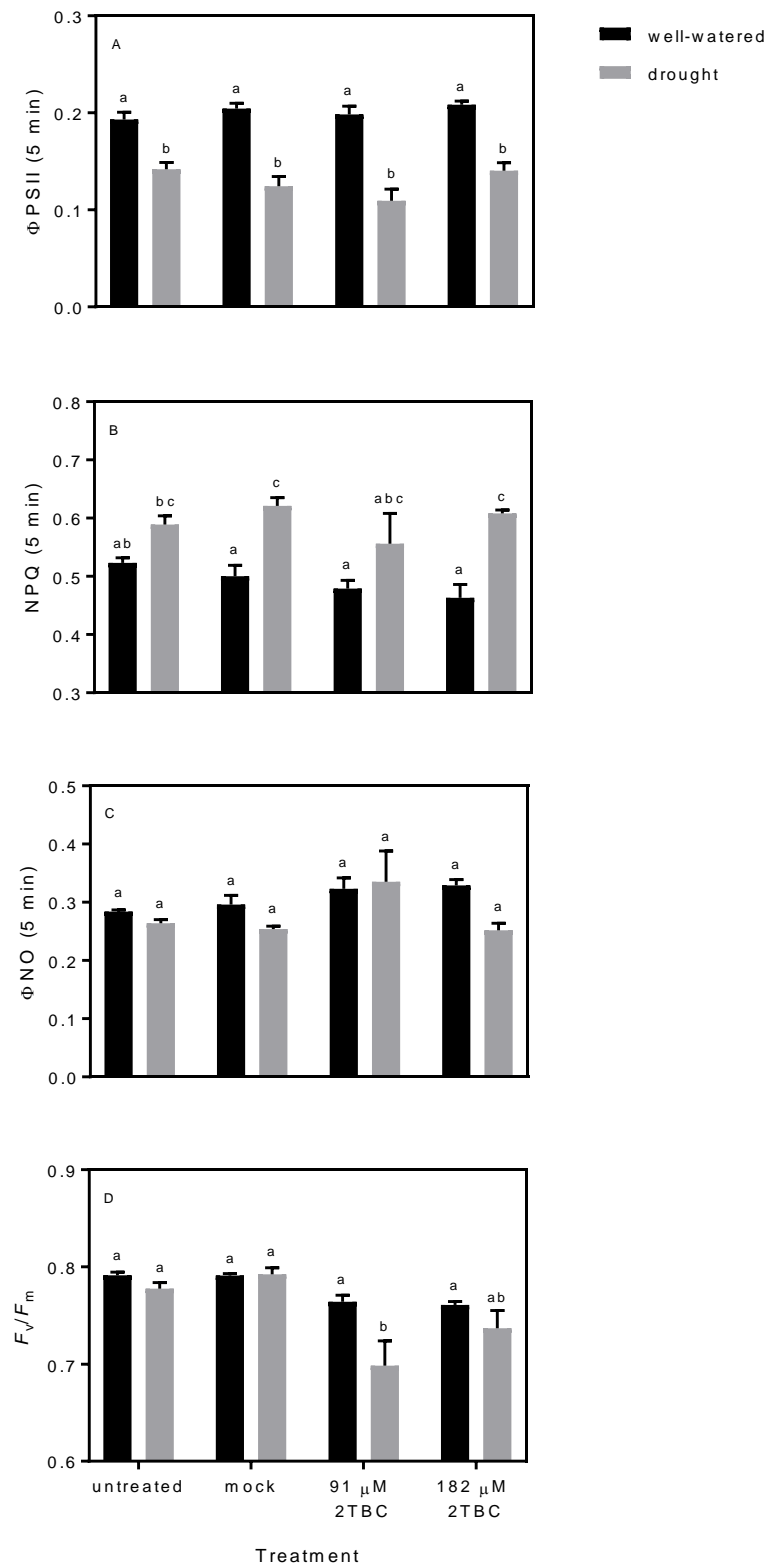 well-watered
drought
A
ΦPSII (5 min)
0.3
0.2
0.1
0.0
a b a b a b a b
B
NPQ (5 min)
0.8
0.7
0.6
0.5
0.4
0.3
ab bc a c a abc a c
C
ΦNO (5 min)
0.5
0.4
0.3
0.2
0.1
0.0
a a a a a a a a
D
Fv/Fm
0.9
0.8
0.7
0.6
a a a a a b a ab
untreated mock 91 μM 182 μM
2TBC 2TBC
Treatment